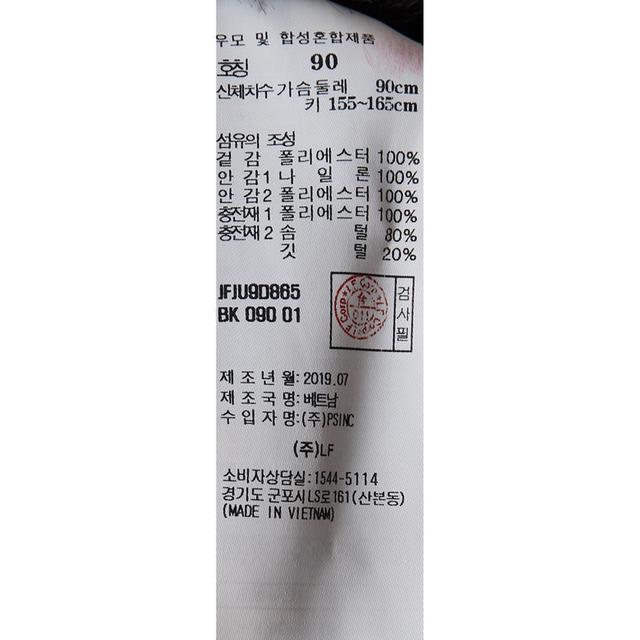 우모 및 합성혼합제품
호칭 90
신체치수 가슴둘레 90cm
키 155~165cm
섬유의 조성
겉 감 폴리에스터 100%
안 감 1 나 일 론 100%
안 감 2 폴리에스터 100%
충전재 1 폴리에스터 100%
충전재 2 솜 털 80%
깃 털 20%
JFJU9D865
BK 090 01
검사필
LF Corp
제 조 년 월: 2019.07
제 조 국 명: 베트남
수 입 자 명: (주)PSINC
(주)LF
소비자상담실: 1544-5114
경기도 군포시 LS로 161(산본동)
(MADE IN VIETNAM)